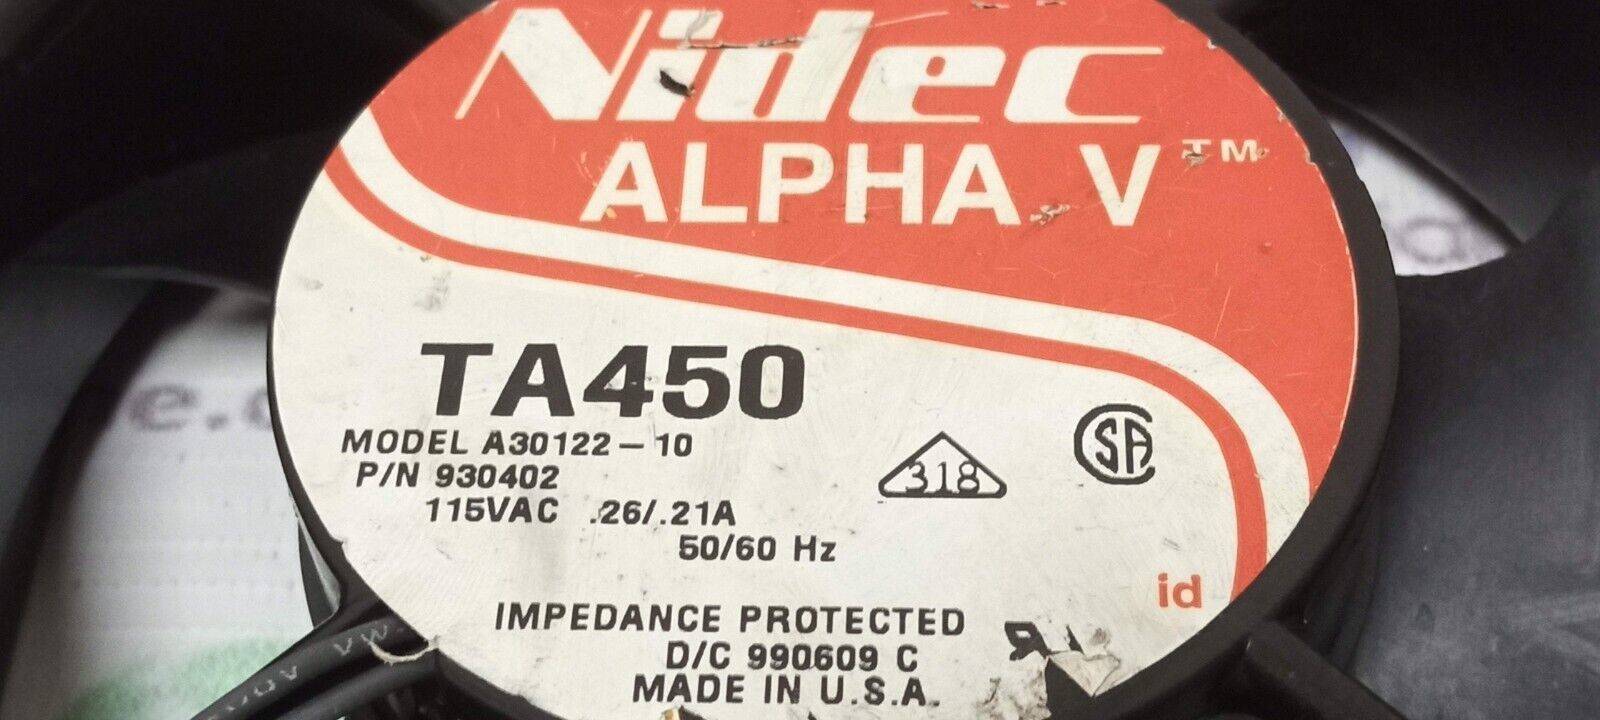 Nidec
ALPHA V™
TA450
MODEL A30122-10
P/N 930402
115VAC .26/.21A
50/60 Hz
318
CSA
id
IMPEDANCE PROTECTED
D/C 990609 C
MADE IN U.S.A.